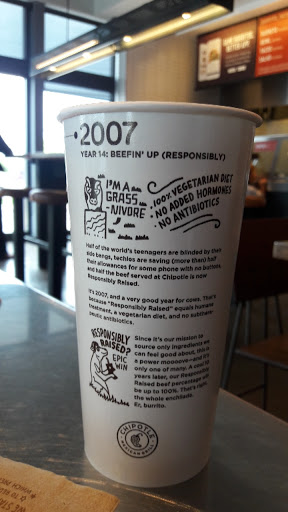 2007
YEAR 14: BEEFIN' UP (RESPONSIBLY)
I'M A
GRASS
'NIVORE
100% VEGETARIAN DIET
• NO ADDED HORMONES
• NO ANTIBIOTICS
Half of the world's teenagers are blinded by their
side bangs, techies are saving (more than) half
their allowances for some phone with no buttons,
and half the beef served at Chipotle is now
Responsibly Raised.
It's 2007, and a very good year for cows. That's
because "Responsibly Raised" equals humane
treatment, a vegetarian diet, and no subthera-
peutic antibiotics.
RESPONSIBLY
RAISED?
EPIC
WIN
Since it's our mission to
source only ingredients we
can feel good about, this is
a power mooove—and it's
only one of many. A
years later, our Responsibly
Raised beef percentage will
be up to 100%. That's right,
the whole enchilada.
Er, burrito.
CHIPOTLE
MEXICAN GRILL